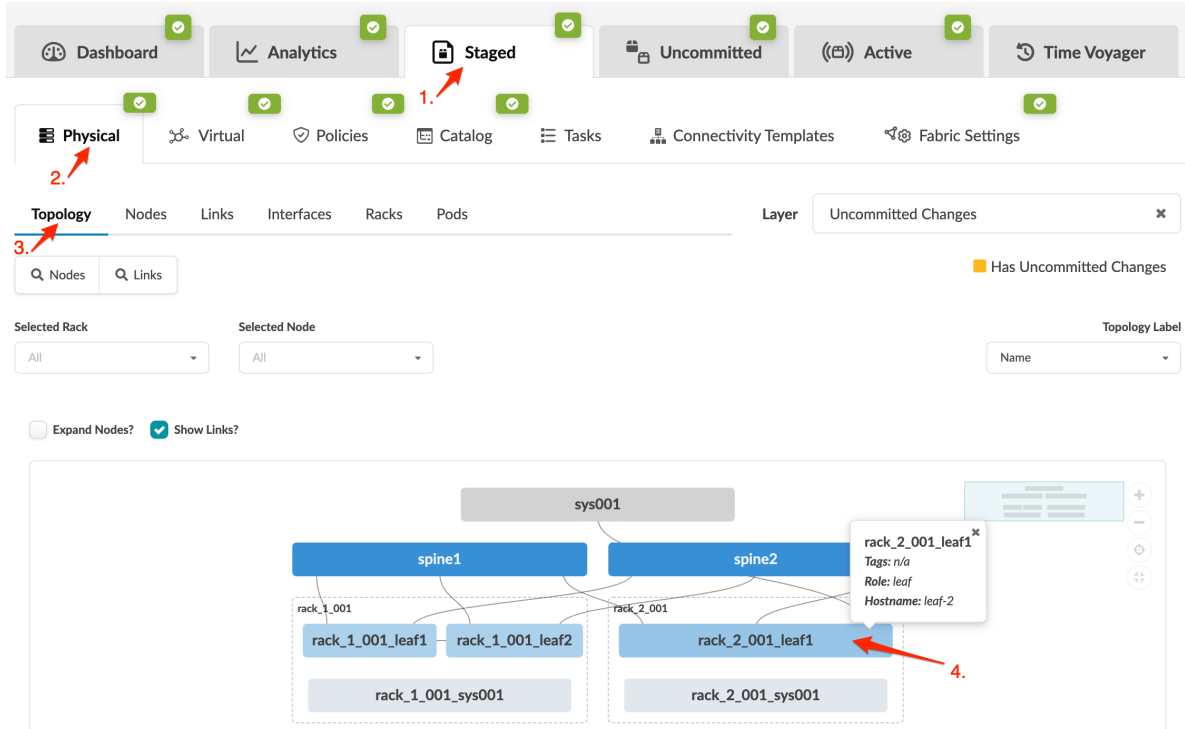 Dashboard
Analytics
Staged
Uncommitted
Active
Time Voyager
1.
Physical
Virtual
Policies
Catalog
Tasks
Connectivity Templates
Fabric Settings
2.
Topology
Nodes
Links
Interfaces
Racks
Pods
Layer
Uncommitted Changes
3.
Nodes
Links
Has Uncommitted Changes
Selected Rack
Selected Node
Topology Label
All
All
Name
Expand Nodes?
Show Links?
sys001
spine1
spine2
rack_2_001_leaf1
Tags: n/a
Role: leaf
Hostname: leaf-2
rack_1_001
rack_2_001
rack_1_001_leaf1
rack_1_001_leaf2
rack_2_001_leaf1
4.
rack_1_001_sys001
rack_2_001_sys001